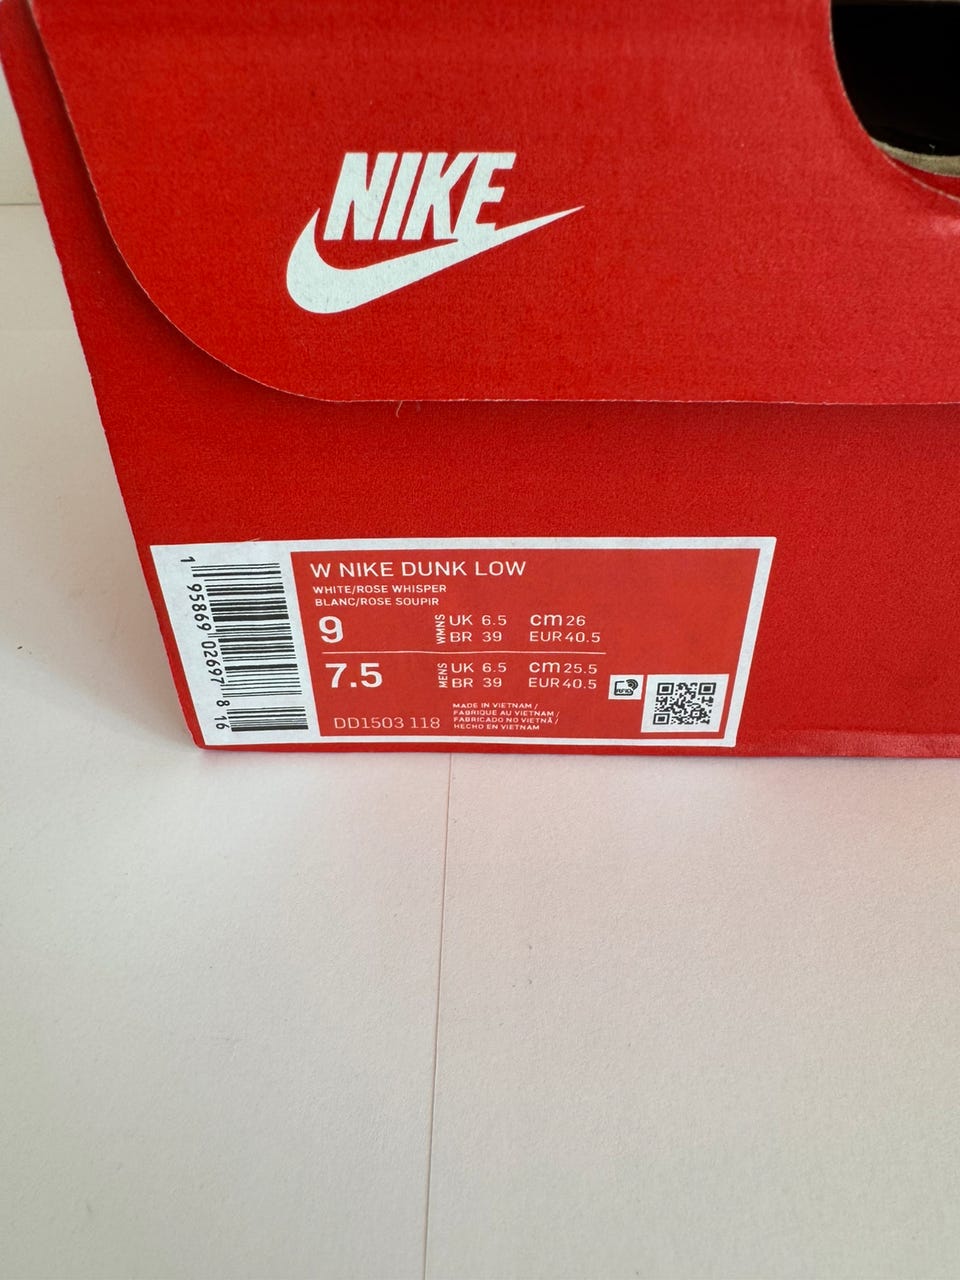 NIKE
W NIKE DUNK LOW
WHITE/ROSE WHISPER
BLANC/ROSE SOUPIR
9 WMNS UK 6.5 cm 26
BR 39 EUR 40.5
7.5 MENS UK 6.5 cm 25.5
BR 39 EUR 40.5
DD1503 118
MADE IN VIETNAM /
FABRIQUE AU VIETNAM /
FABRICADO NO VIETNÃ /
HECHO EN VIETNAM
RFID
1 95869 02697 8 16